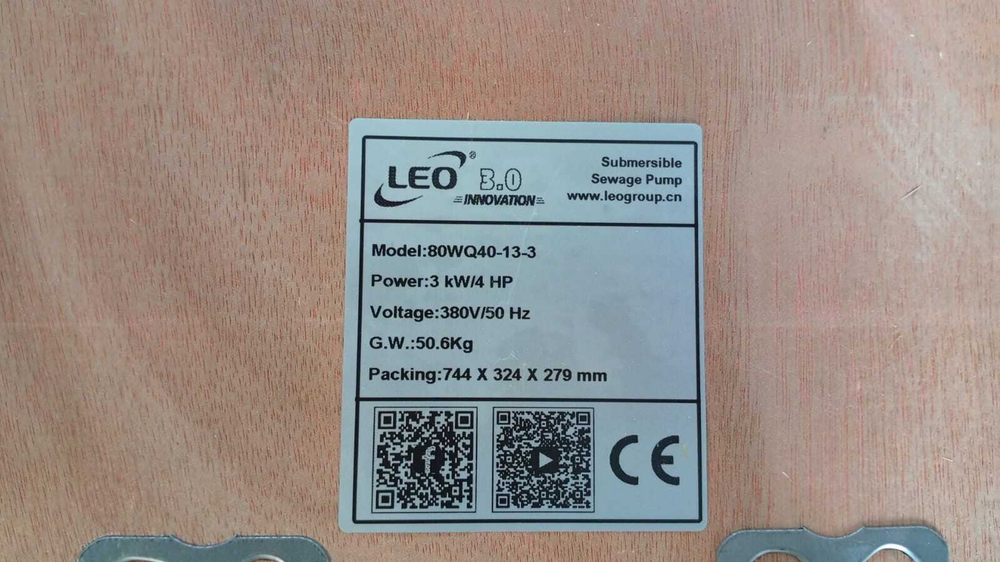 LEO® 3.0
INNOVATION
Submersible
Sewage Pump
www.leogroup.cn
Model:80WQ40-13-3
Power:3 kW/4 HP
Voltage:380V/50 Hz
G.W.:50.6Kg
Packing:744 X 324 X 279 mm
f
CE